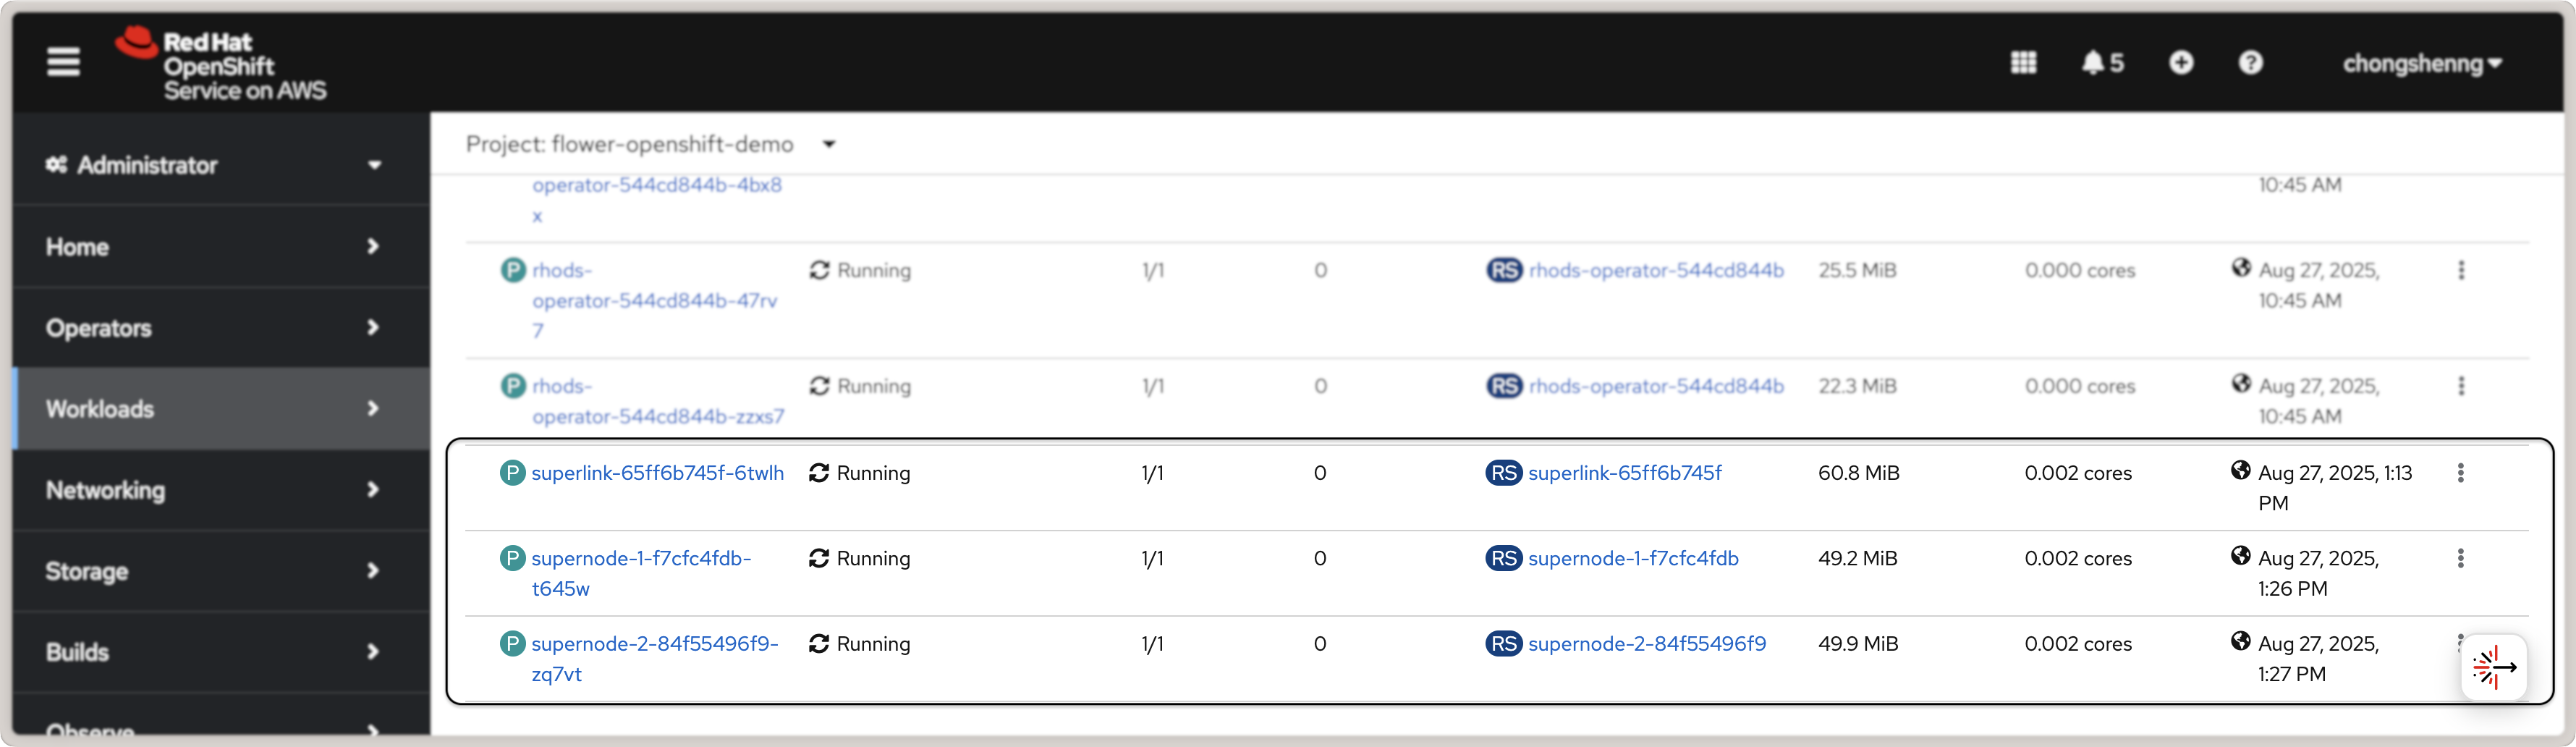 Red Hat
OpenShift
Service on AWS
5
chongshenng
Administrator
Home
Operators
Workloads
Networking
Storage
Builds
Observe
Project: flower-openshift-demo
operator-544cd844b-4bx8
x
10:45 AM
P rhods-
operator-544cd844b-47rv
7
Running 1/1 0 RS rhods-operator-544cd844b 25.5 MiB 0.000 cores Aug 27, 2025,
10:45 AM
P rhods-
operator-544cd844b-zzxs7
Running 1/1 0 RS rhods-operator-544cd844b 22.3 MiB 0.000 cores Aug 27, 2025,
10:45 AM
P superlink-65ff6b745f-6twlh Running 1/1 0 RS superlink-65ff6b745f 60.8 MiB 0.002 cores Aug 27, 2025, 1:13
PM
P supernode-1-f7cfc4fdb-
t645w
Running 1/1 0 RS supernode-1-f7cfc4fdb 49.2 MiB 0.002 cores Aug 27, 2025,
1:26 PM
P supernode-2-84f55496f9-
zq7vt
Running 1/1 0 RS supernode-2-84f55496f9 49.9 MiB 0.002 cores Aug 27, 2025,
1:27 PM